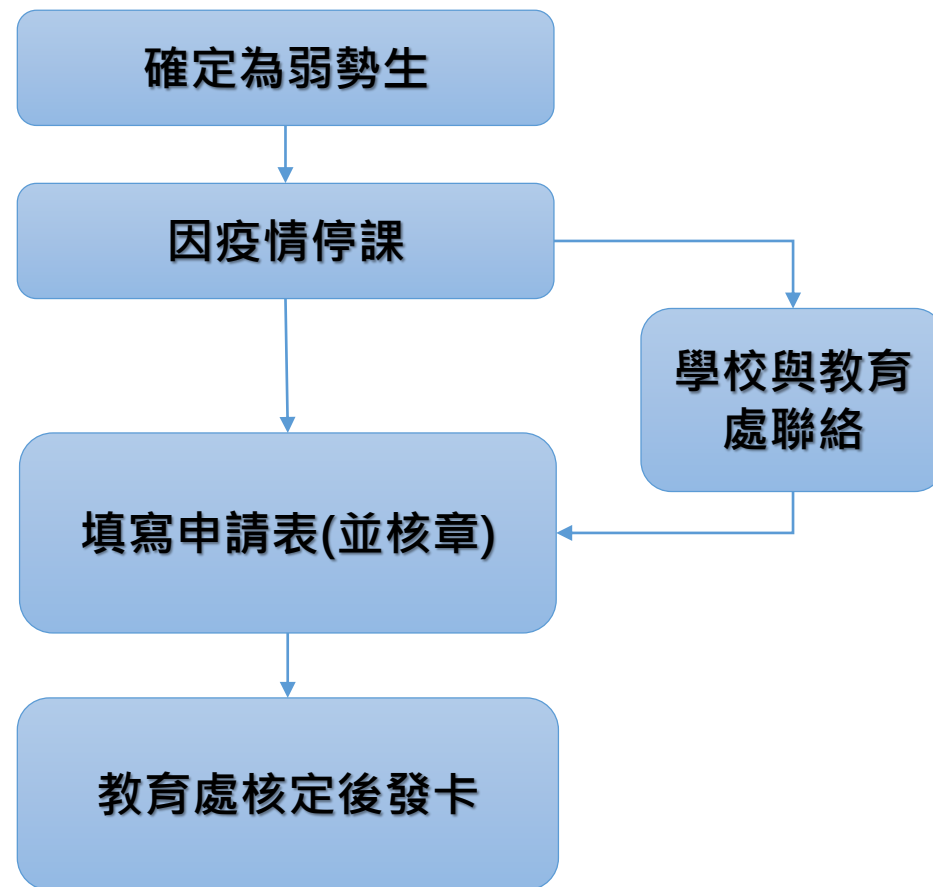 確定為弱勢生
因疫情停課
學校與教育
處聯絡
填寫申請表(並核章)
教育處核定後發卡